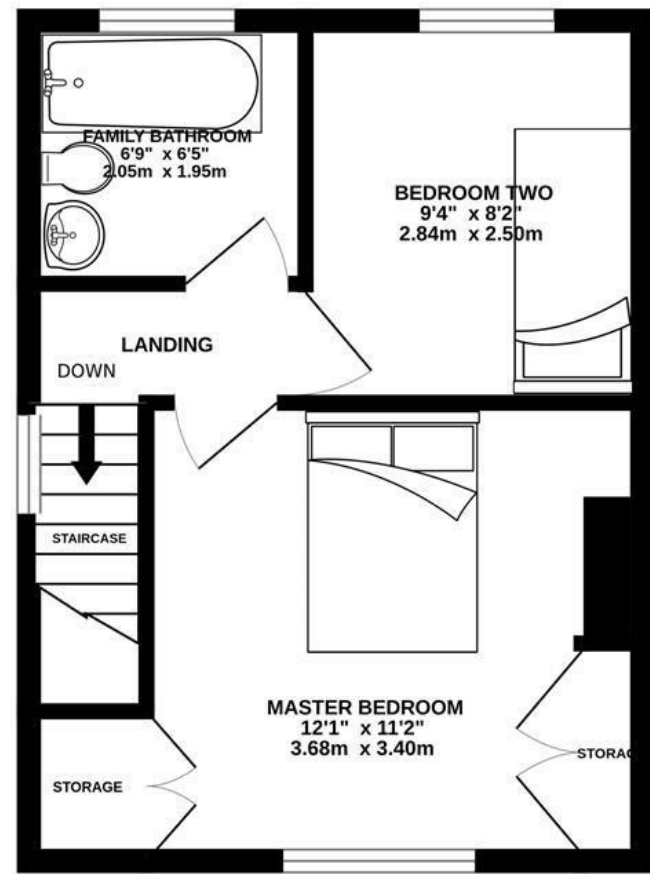 FAMILY BATHROOM
6'9" x 6'5"
2.05m x 1.95m
BEDROOM TWO
9'4" x 8'2"
2.84m x 2.50m
LANDING
DOWN
STAIRCASE
MASTER BEDROOM
12'1" x 11'2"
3.68m x 3.40m
STORAGE
STORAG